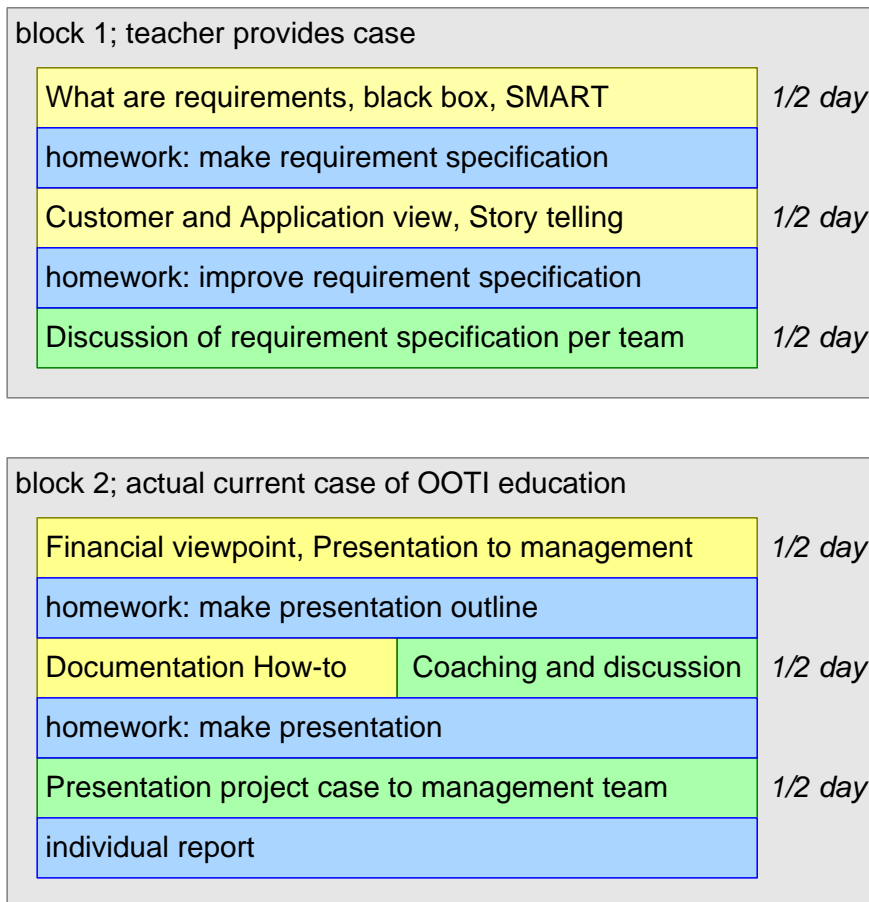 block 1; teacher provides case
What are requirements, black box, SMART 1/2 day
homework: make requirement specification
Customer and Application view, Story telling 1/2 day
homework: improve requirement specification
Discussion of requirement specification per team 1/2 day
block 2; actual current case of OOTI education
Financial viewpoint, Presentation to management 1/2 day
homework: make presentation outline
Documentation How-to Coaching and discussion 1/2 day
homework: make presentation
Presentation project case to management team 1/2 day
individual report